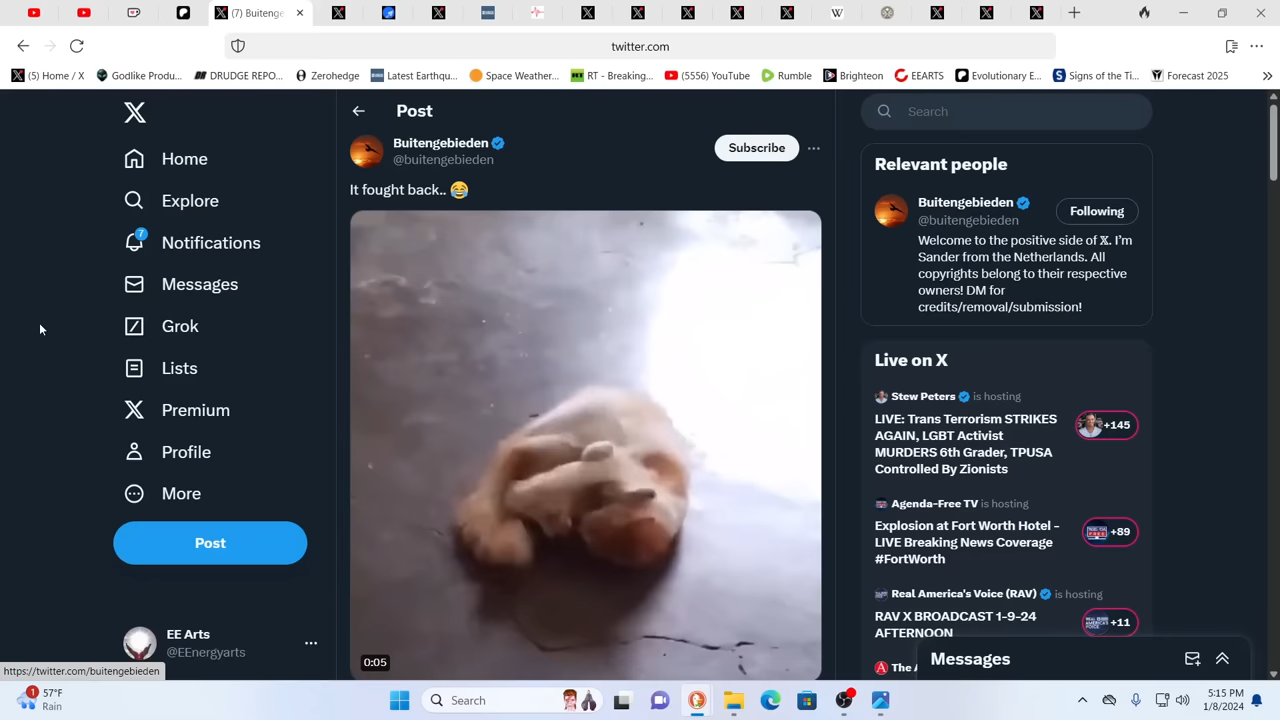 (7) Buitenge
twitter.com
(5) Home / X
Godlike Produ...
DRUDGE REPO...
Zerohedge
Latest Earthqu...
Space Weather...
RT - Breaking...
(5556) YouTube
Rumble
Brighteon
EEARTS
Evolutionary E...
Signs of the Ti...
Forecast 2025
Home
Explore
7
Notifications
Messages
Grok
Lists
Premium
Profile
More
Post
EE Arts
@EEnergyarts
https://twitter.com/buitengebieden
Post
Buitengebieden
@buitengebieden
Subscribe
It fought back.. 😂
0:05
Search
Relevant people
Buitengebieden
@buitengebieden
Following
Welcome to the positive side of 𝕏. I'm
Sander from the Netherlands. All
copyrights belong to their respective
owners! DM for
credits/removal/submission!
Live on X
Stew Peters is hosting
LIVE: Trans Terrorism STRIKES
AGAIN, LGBT Activist
MURDERS 6th Grader, TPUSA
Controlled By Zionists
+145
Agenda-Free TV is hosting
Explosion at Fort Worth Hotel -
LIVE Breaking News Coverage
#FortWorth
+89
Real America's Voice (RAV) is hosting
RAV X BROADCAST 1-9-24
AFTERNOON
+11
The A
Messages
1
57°F
Rain
Search
5:15 PM
1/8/2024